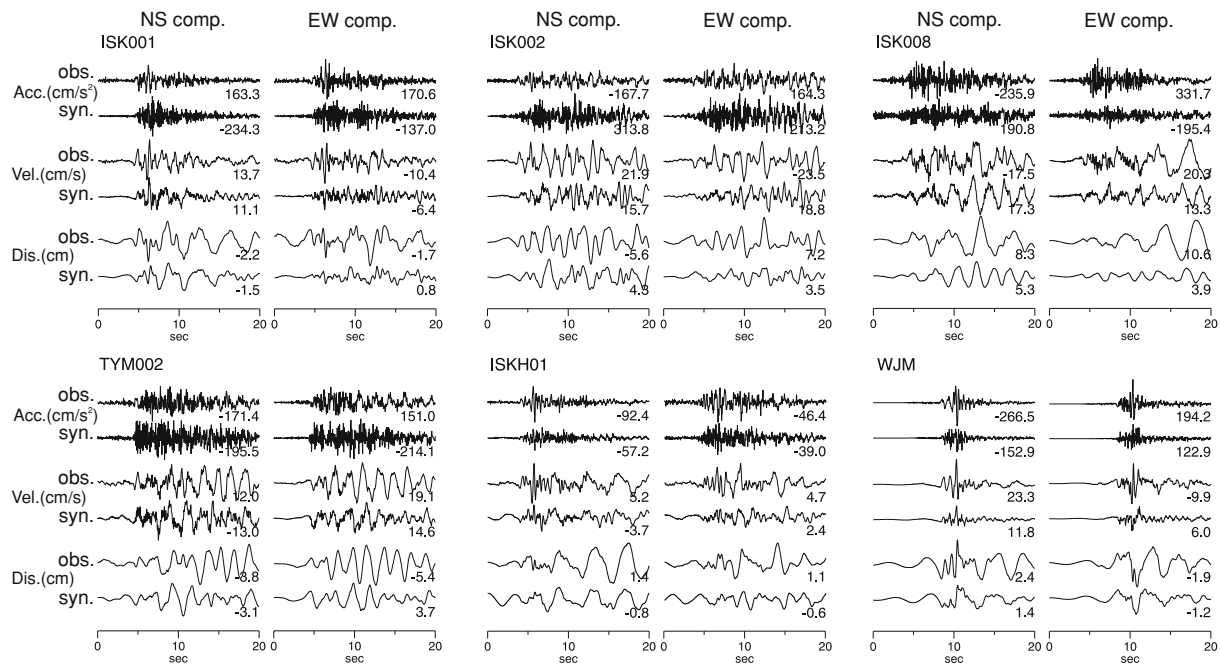 NS comp. EW comp. NS comp. EW comp. NS comp. EW comp.
ISK001 ISK002 ISK008
obs.
Acc.(cm/s²)
163.3 170.6 -167.7 164.3 -235.9 331.7
syn.
-234.3 -137.0 313.8 213.2 190.8 -195.4
obs.
Vel.(cm/s)
13.7 -10.4 21.9 -23.5 -17.5 20.3
syn.
11.1 -6.4 15.7 18.8 17.3 13.3
obs.
Dis.(cm)
-2.2 -1.7 -5.6 7.2 8.3 10.6
syn.
-1.5 0.8 4.3 3.5 5.3 3.9
0 10 20 0 10 20 0 10 20 0 10 20 0 10 20 0 10 20
sec sec sec sec sec sec
TYM002 ISKH01 WJM
obs.
Acc.(cm/s²)
-171.4 151.0 -92.4 -46.4 -266.5 194.2
syn.
-195.5 -214.1 -57.2 -39.0 -152.9 122.9
obs.
Vel.(cm/s)
12.0 19.1 5.2 4.7 23.3 -9.9
syn.
-13.0 14.6 -3.7 2.4 11.8 6.0
obs.
Dis.(cm)
-3.8 -5.4 1.4 1.1 2.4 -1.9
syn.
-3.1 3.7 -0.8 -0.6 1.4 -1.2
0 10 20 0 10 20 0 10 20 0 10 20 0 10 20 0 10 20
sec sec sec sec sec sec